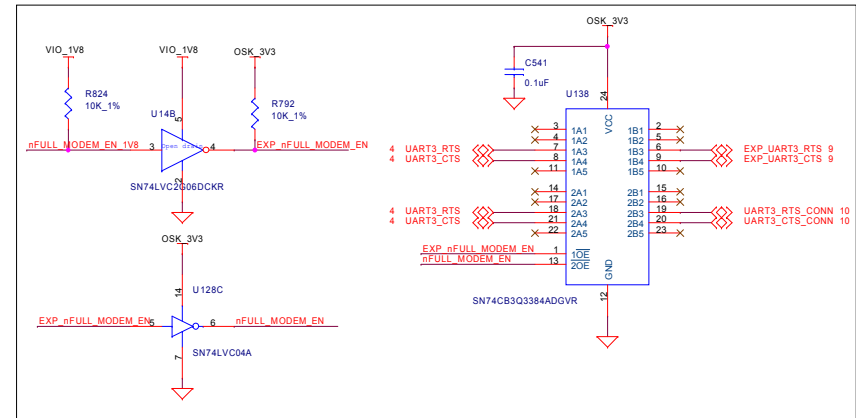 VIO_1V8
VIO_1V8
OSK_3V3
R824
10K_1%
U14B
R792
10K_1%
5
Open drain
nFULL_MODEM_EN_1V8
3
4
EXP_nFULL_MODEM_EN
2
SN74LVC2G06DCKR
OSK_3V3
14
U128C
EXP_nFULL_MODEM_EN
5
6
nFULL_MODEM_EN
SN74LVC04A
7
OSK_3V3
C541
0.1uF
U138
24
VCC
3 1A1 1B1 2
4 1A2 1B2 5
4 UART3_RTS 7 1A3 1B3 6 EXP_UART3_RTS 9
4 UART3_CTS 8 1A4 1B4 9 EXP_UART3_CTS 9
11 1A5 1B5 10
14 2A1 2B1 15
17 2A2 2B2 16
4 UART3_RTS 18 2A3 2B3 19 UART3_RTS_CONN 10
4 UART3_CTS 21 2A4 2B4 20 UART3_CTS_CONN 10
22 2A5 2B5 23
EXP_nFULL_MODEM_EN 1 1OE
nFULL_MODEM_EN 13 2OE
GND
12
SN74CB3Q3384ADGVR